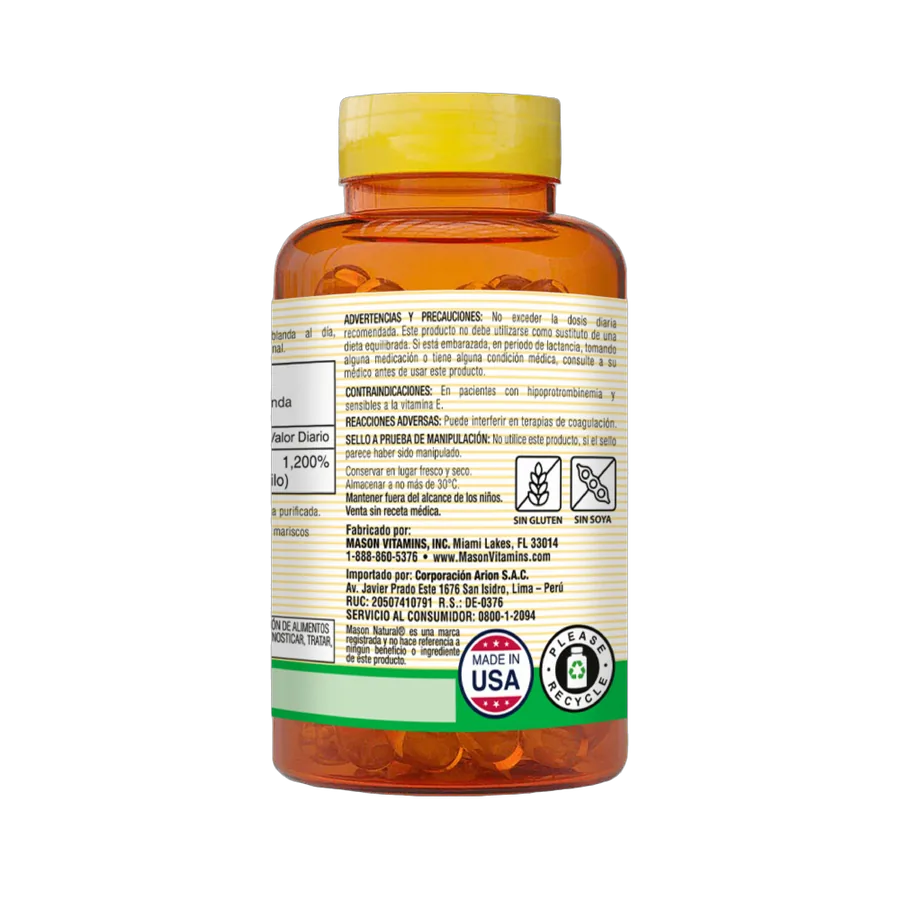 blanda al día,
nal.
nda
Valor Diario
1,200%
ilo)
a purificada.
mariscos
IÓN DE ALIMENTOS
NOSTICAR, TRATAR,
ADVERTENCIAS Y PRECAUCIONES: No exceder la dosis diaria
recomendada. Este producto no debe utilizarse como sustituto de una
dieta equilibrada. Si está embarazada, en periodo de lactancia, tomando
alguna medicación o tiene alguna condición médica, consulte a su
médico antes de usar este producto.
CONTRAINDICACIONES: En pacientes con hipoprotrombinemia y
sensibles a la vitamina E.
REACCIONES ADVERSAS: Puede interferir en terapias de coagulación.
SELLO A PRUEBA DE MANIPULACIÓN: No utilice este producto, si el sello
parece haber sido manipulado.
Conservar en lugar fresco y seco.
Almacenar a no más de 30°C.
Mantener fuera del alcance de los niños.
Venta sin receta médica.
SIN GLUTEN
SIN SOYA
Fabricado por:
MASON VITAMINS, INC. Miami Lakes, FL 33014
1-888-860-5376 • www.MasonVitamins.com
Importado por: Corporación Arion S.A.C.
Av. Javier Prado Este 1676 San Isidro, Lima – Perú
RUC: 20507410791 R.S.: DE-0376
SERVICIO AL CONSUMIDOR: 0800-1-2094
Mason Natural® es una marca
registrada y no hace referencia a
ningún beneficio o ingrediente
de este producto.
MADE IN
USA
PLEASE
RECYCLE